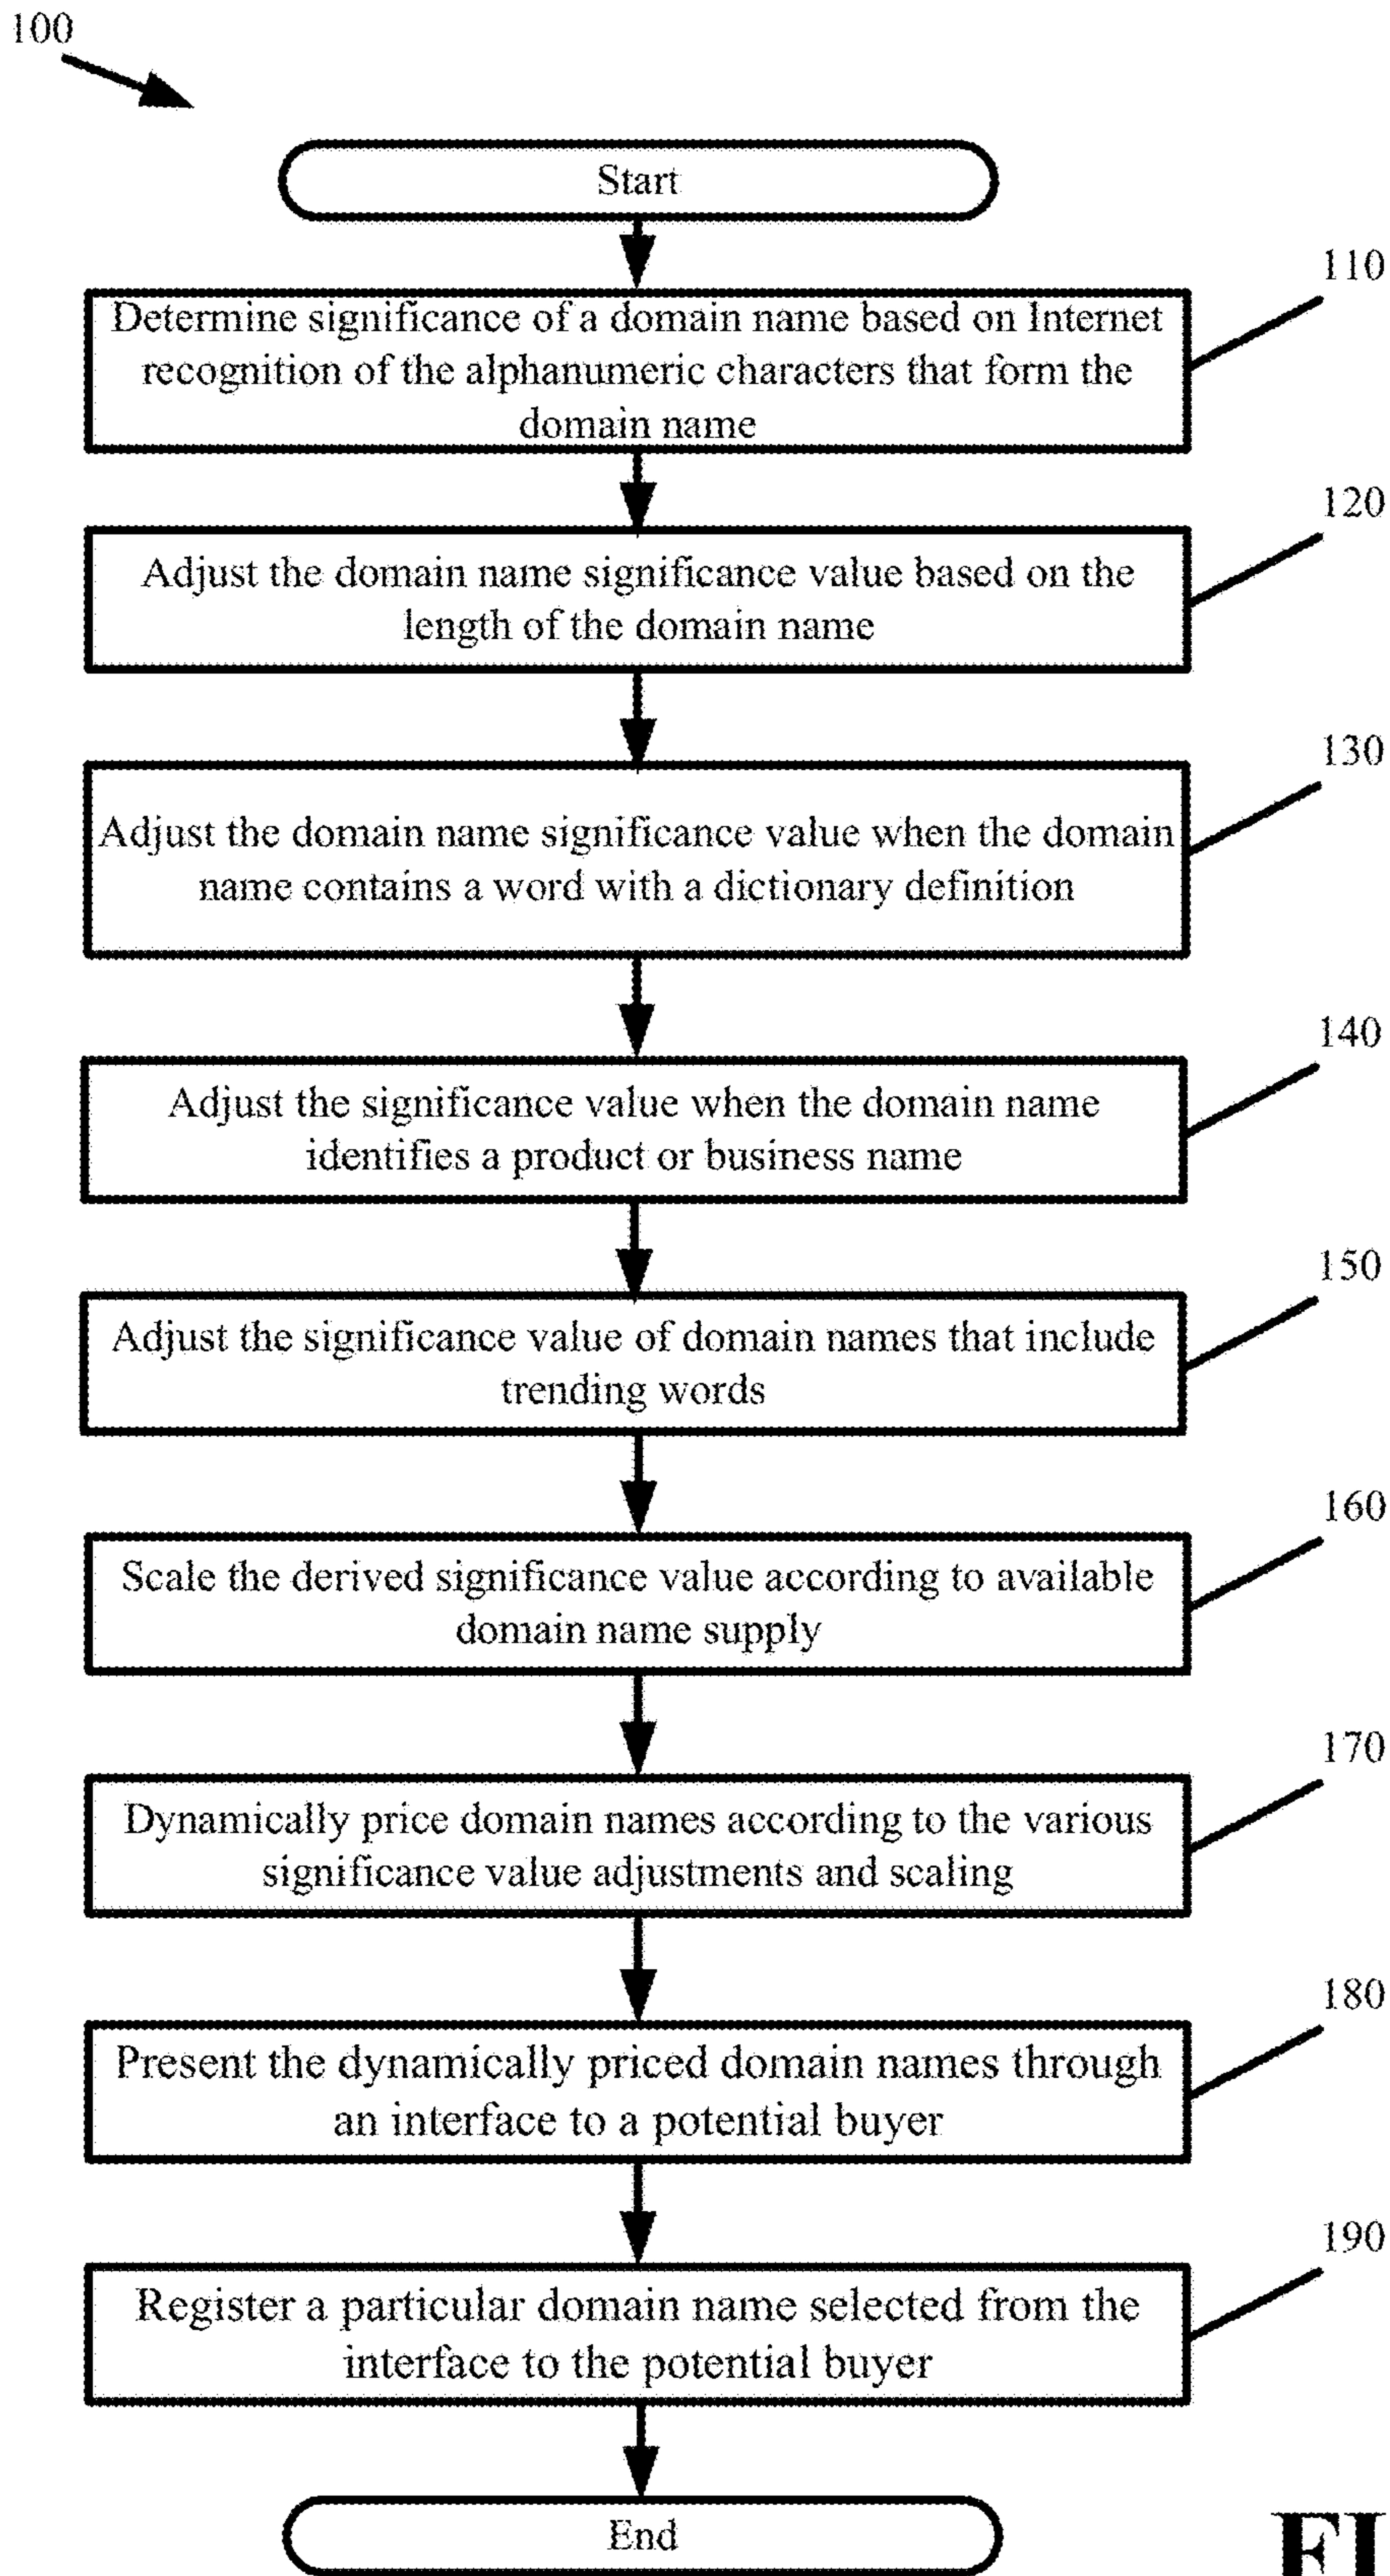 100
Start
110
Determine significance of a domain name based on Internet
recognition of the alphanumeric characters that form the
domain name
120
Adjust the domain name significance value based on the
length of the domain name
130
Adjust the domain name significance value when the domain
name contains a word with a dictionary definition
140
Adjust the significance value when the domain name
identifies a product or business name
150
Adjust the significance value of domain names that include
trending words
160
Scale the derived significance value according to available
domain name supply
170
Dynamically price domain names according to the various
significance value adjustments and scaling
180
Present the dynamically priced domain names through
an interface to a potential buyer
190
Register a particular domain name selected from the
interface to the potential buyer
End